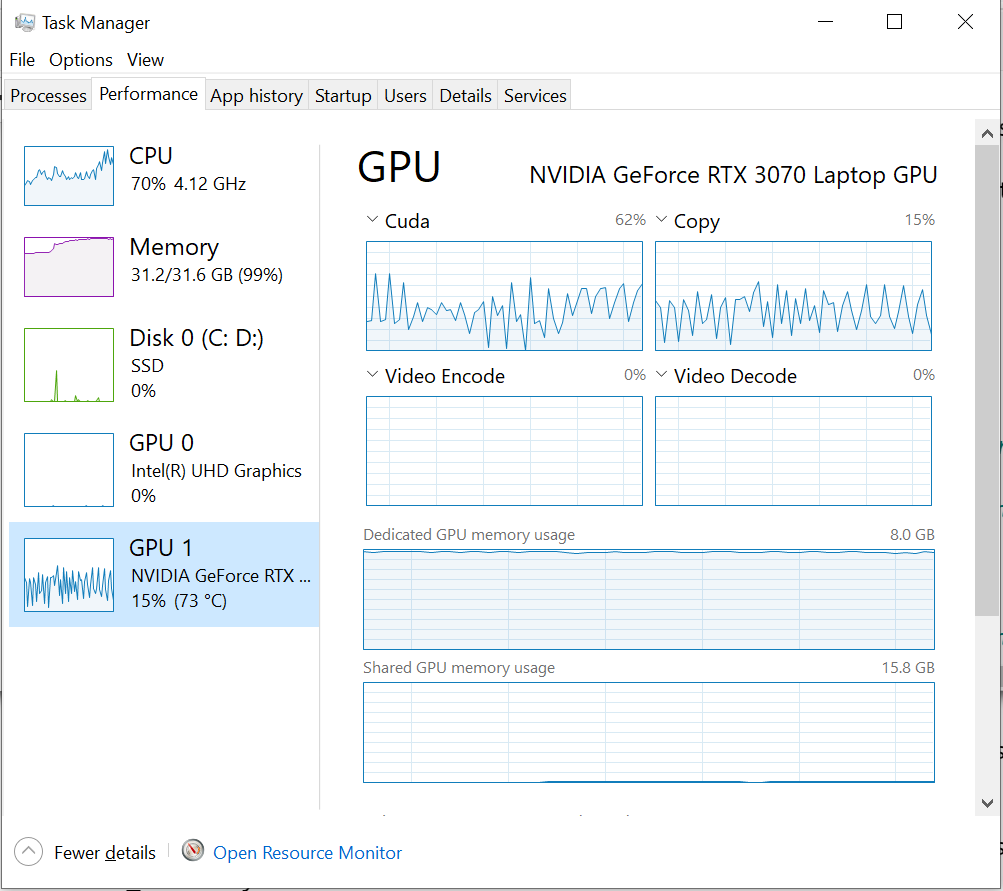 Task Manager
File Options View
Processes Performance App history Startup Users Details Services
CPU
70% 4.12 GHz
Memory
31.2/31.6 GB (99%)
Disk 0 (C: D:)
SSD
0%
GPU 0
Intel(R) UHD Graphics
0%
GPU 1
NVIDIA GeForce RTX ...
15% (73 °C)
GPU
NVIDIA GeForce RTX 3070 Laptop GPU
Cuda 62%
Copy 15%
Video Encode 0%
Video Decode 0%
Dedicated GPU memory usage 8.0 GB
Shared GPU memory usage 15.8 GB
Fewer details
Open Resource Monitor